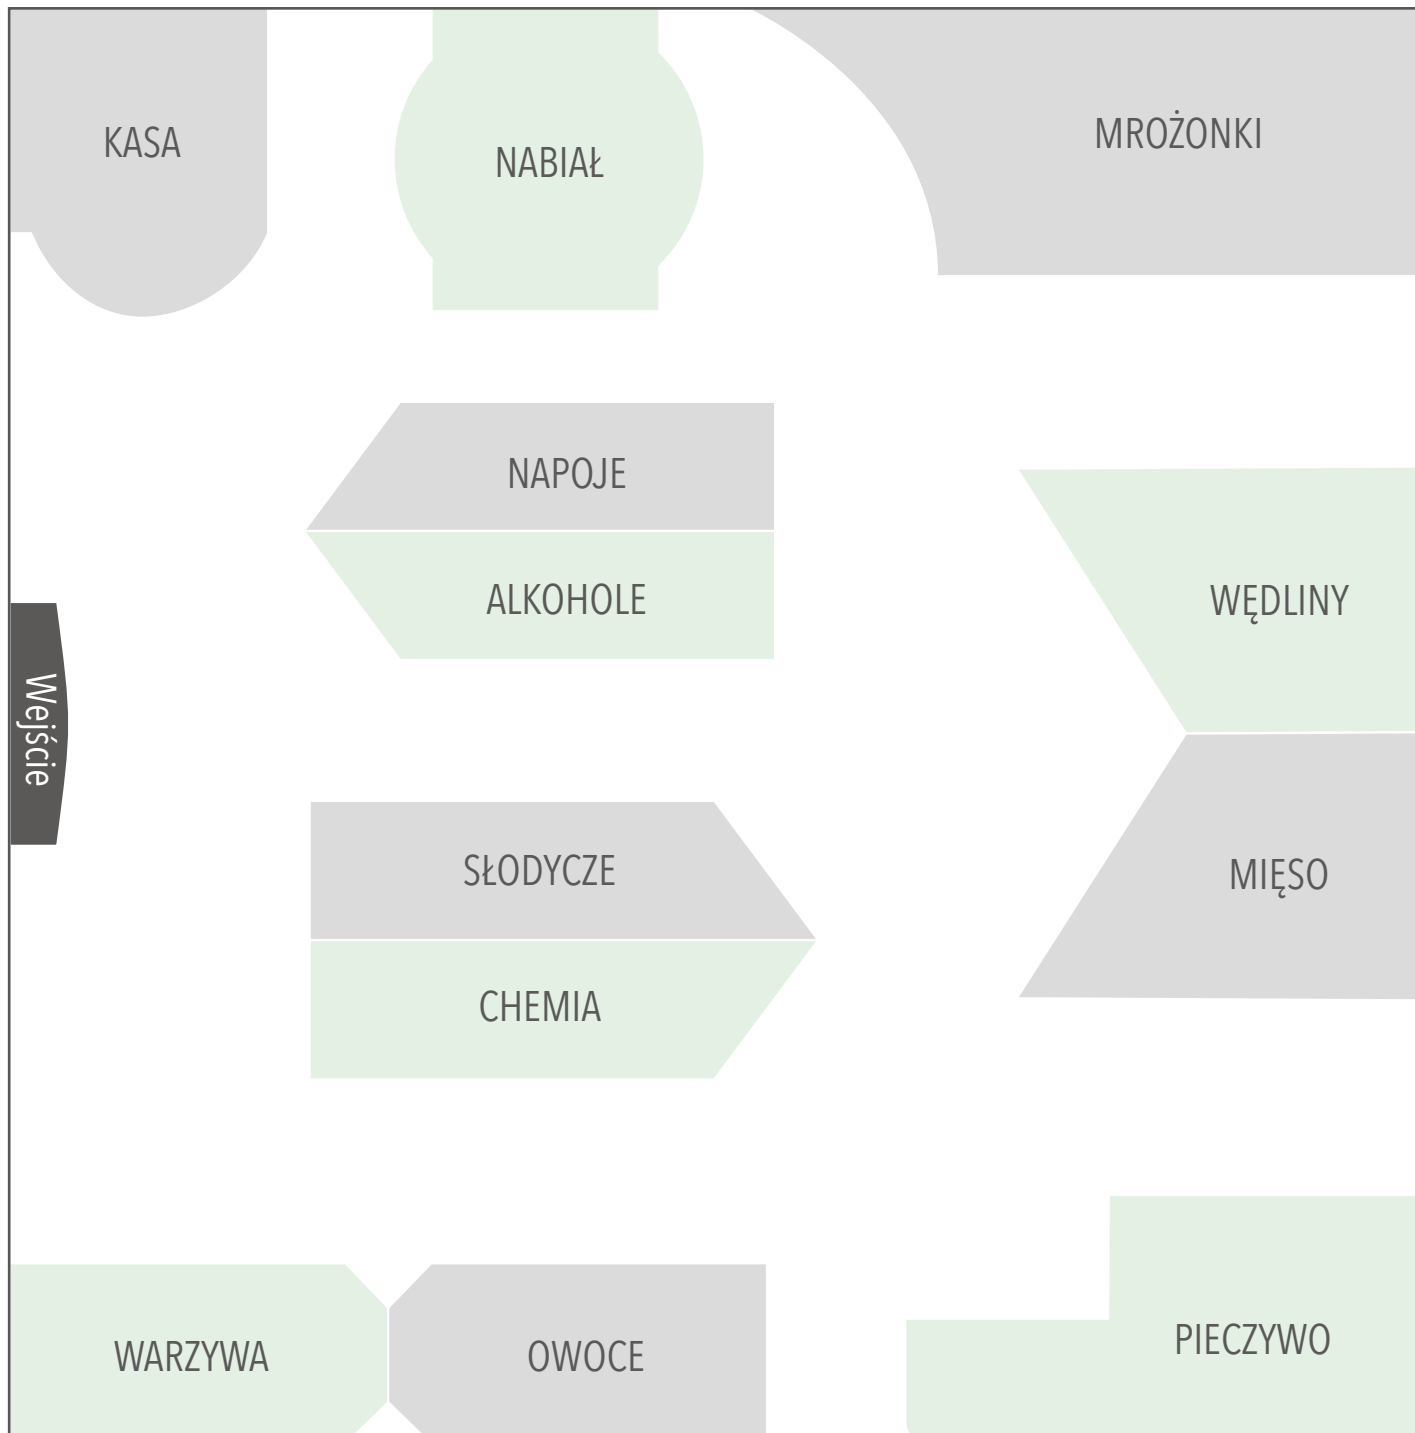 KASA
NABIAŁ
MROŻONKI
NAPOJE
ALKOHOLE
WĘDLINY
Wejście
SŁODYCZE
MIĘSO
CHEMIA
WARZYWA
OWOCE
PIECZYWO